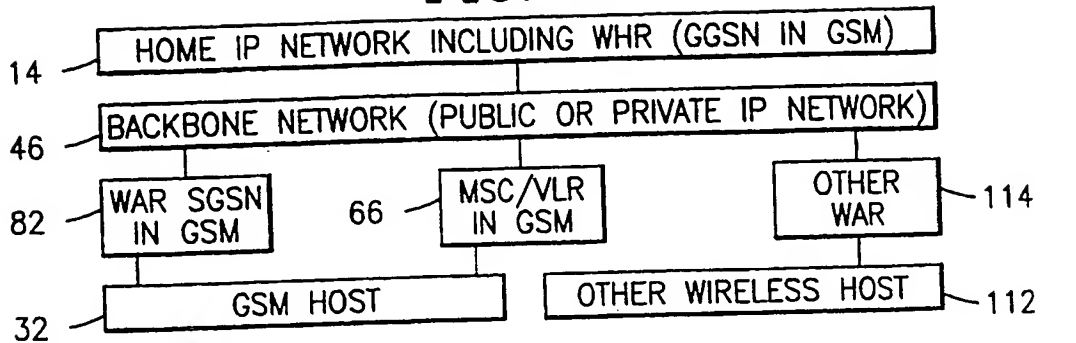 HOME IP NETWORK INCLUDING WHR (GGSN IN GSM)
14
BACKBONE NETWORK (PUBLIC OR PRIVATE IP NETWORK)
46
WAR SGSN
IN GSM
82
MSC/VLR
IN GSM
66
OTHER
WAR
114
GSM HOST
32
OTHER WIRELESS HOST
112